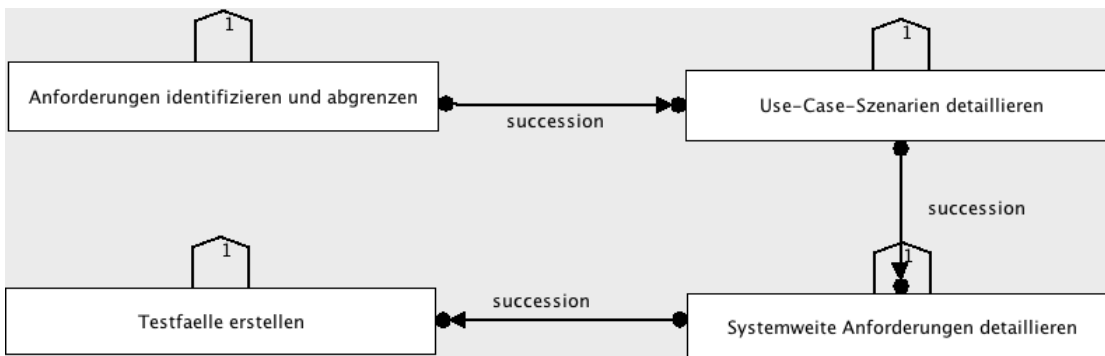 1
1
Anforderungen identifizieren und abgrenzen
Use-Case-Szenarien detaillieren
succession
succession
1
1
Testfaelle erstellen
succession
Systemweite Anforderungen detaillieren